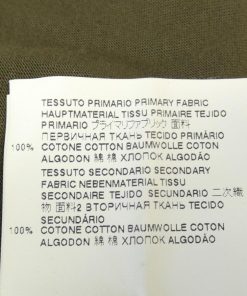 TESSUTO PRIMARIO PRIMARY FABRIC
HAUPTMATERIAL TISSU PRIMAIRE TEJIDO
PRIMARIO プライマリファブリック 面料
ПЕРВИЧНАЯ ТКАНЬ TECIDO PRIMÁRIO
100% COTONE COTTON BAUMWOLLE COTON
ALGODON 綿 棉 ХЛОПОК ALGODÃO
TESSUTO SECONDARIO SECONDARY
FABRIC NEBENMATERIAL TISSU
SECONDAIRE TEJIDO SECUNDARIO 二次織
物 面料2 ВТОРИЧНАЯ ТКАНЬ TECIDO
SECUNDÁRIO
100% COTONE COTTON BAUMWOLLE COTON
ALGODON 綿 棉 ХЛОПОК ALGODÃO